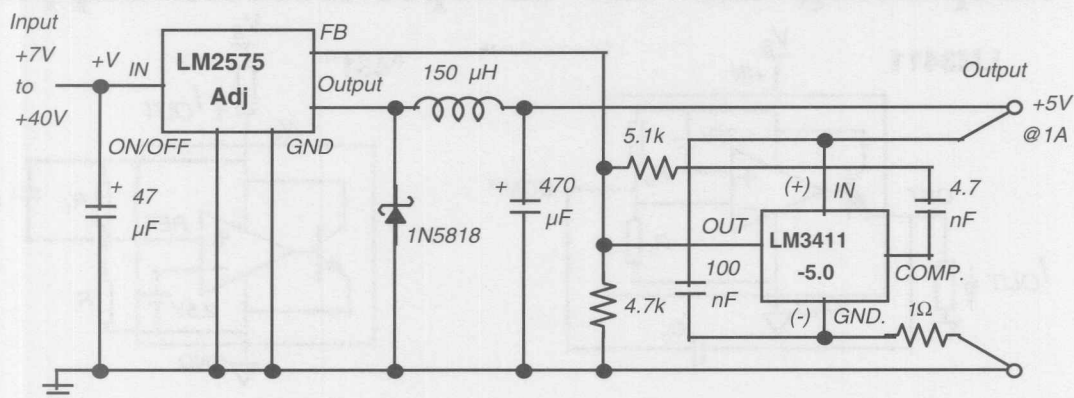 Input
+7V
to
+40V
+V
IN
LM2575
Adj
FB
Output
ON/OFF
GND
150 µH
Output
+5V
@1A
5.1k
+
47
µF
1N5818
+
470
µF
(+)
IN
4.7
nF
OUT
LM3411
-5.0
COMP.
100
nF
4.7k
(-)
GND.
1Ω